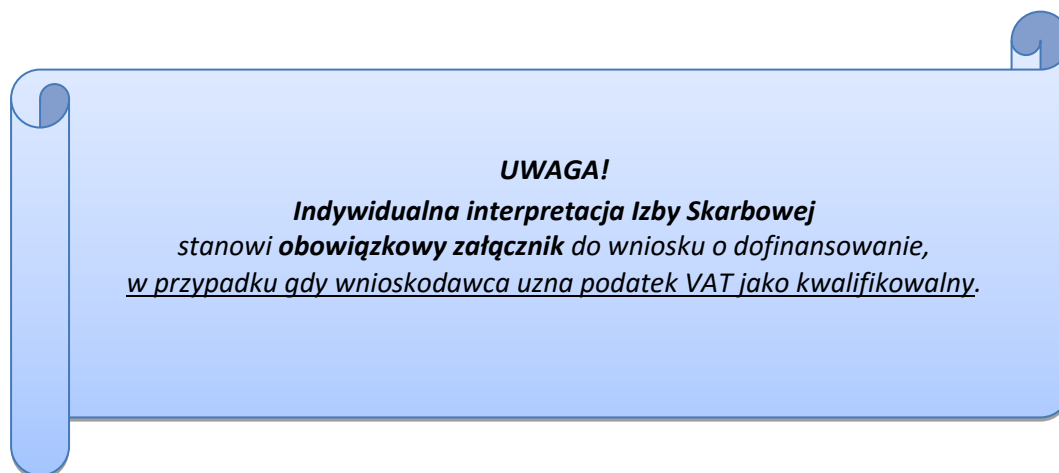 UWAGA!
Indywidualna interpretacja Izby Skarbowej
stanowi obowiązkowy załącznik do wniosku o dofinansowanie,
w przypadku gdy wnioskodawca uzna podatek VAT jako kwalifikowalny.